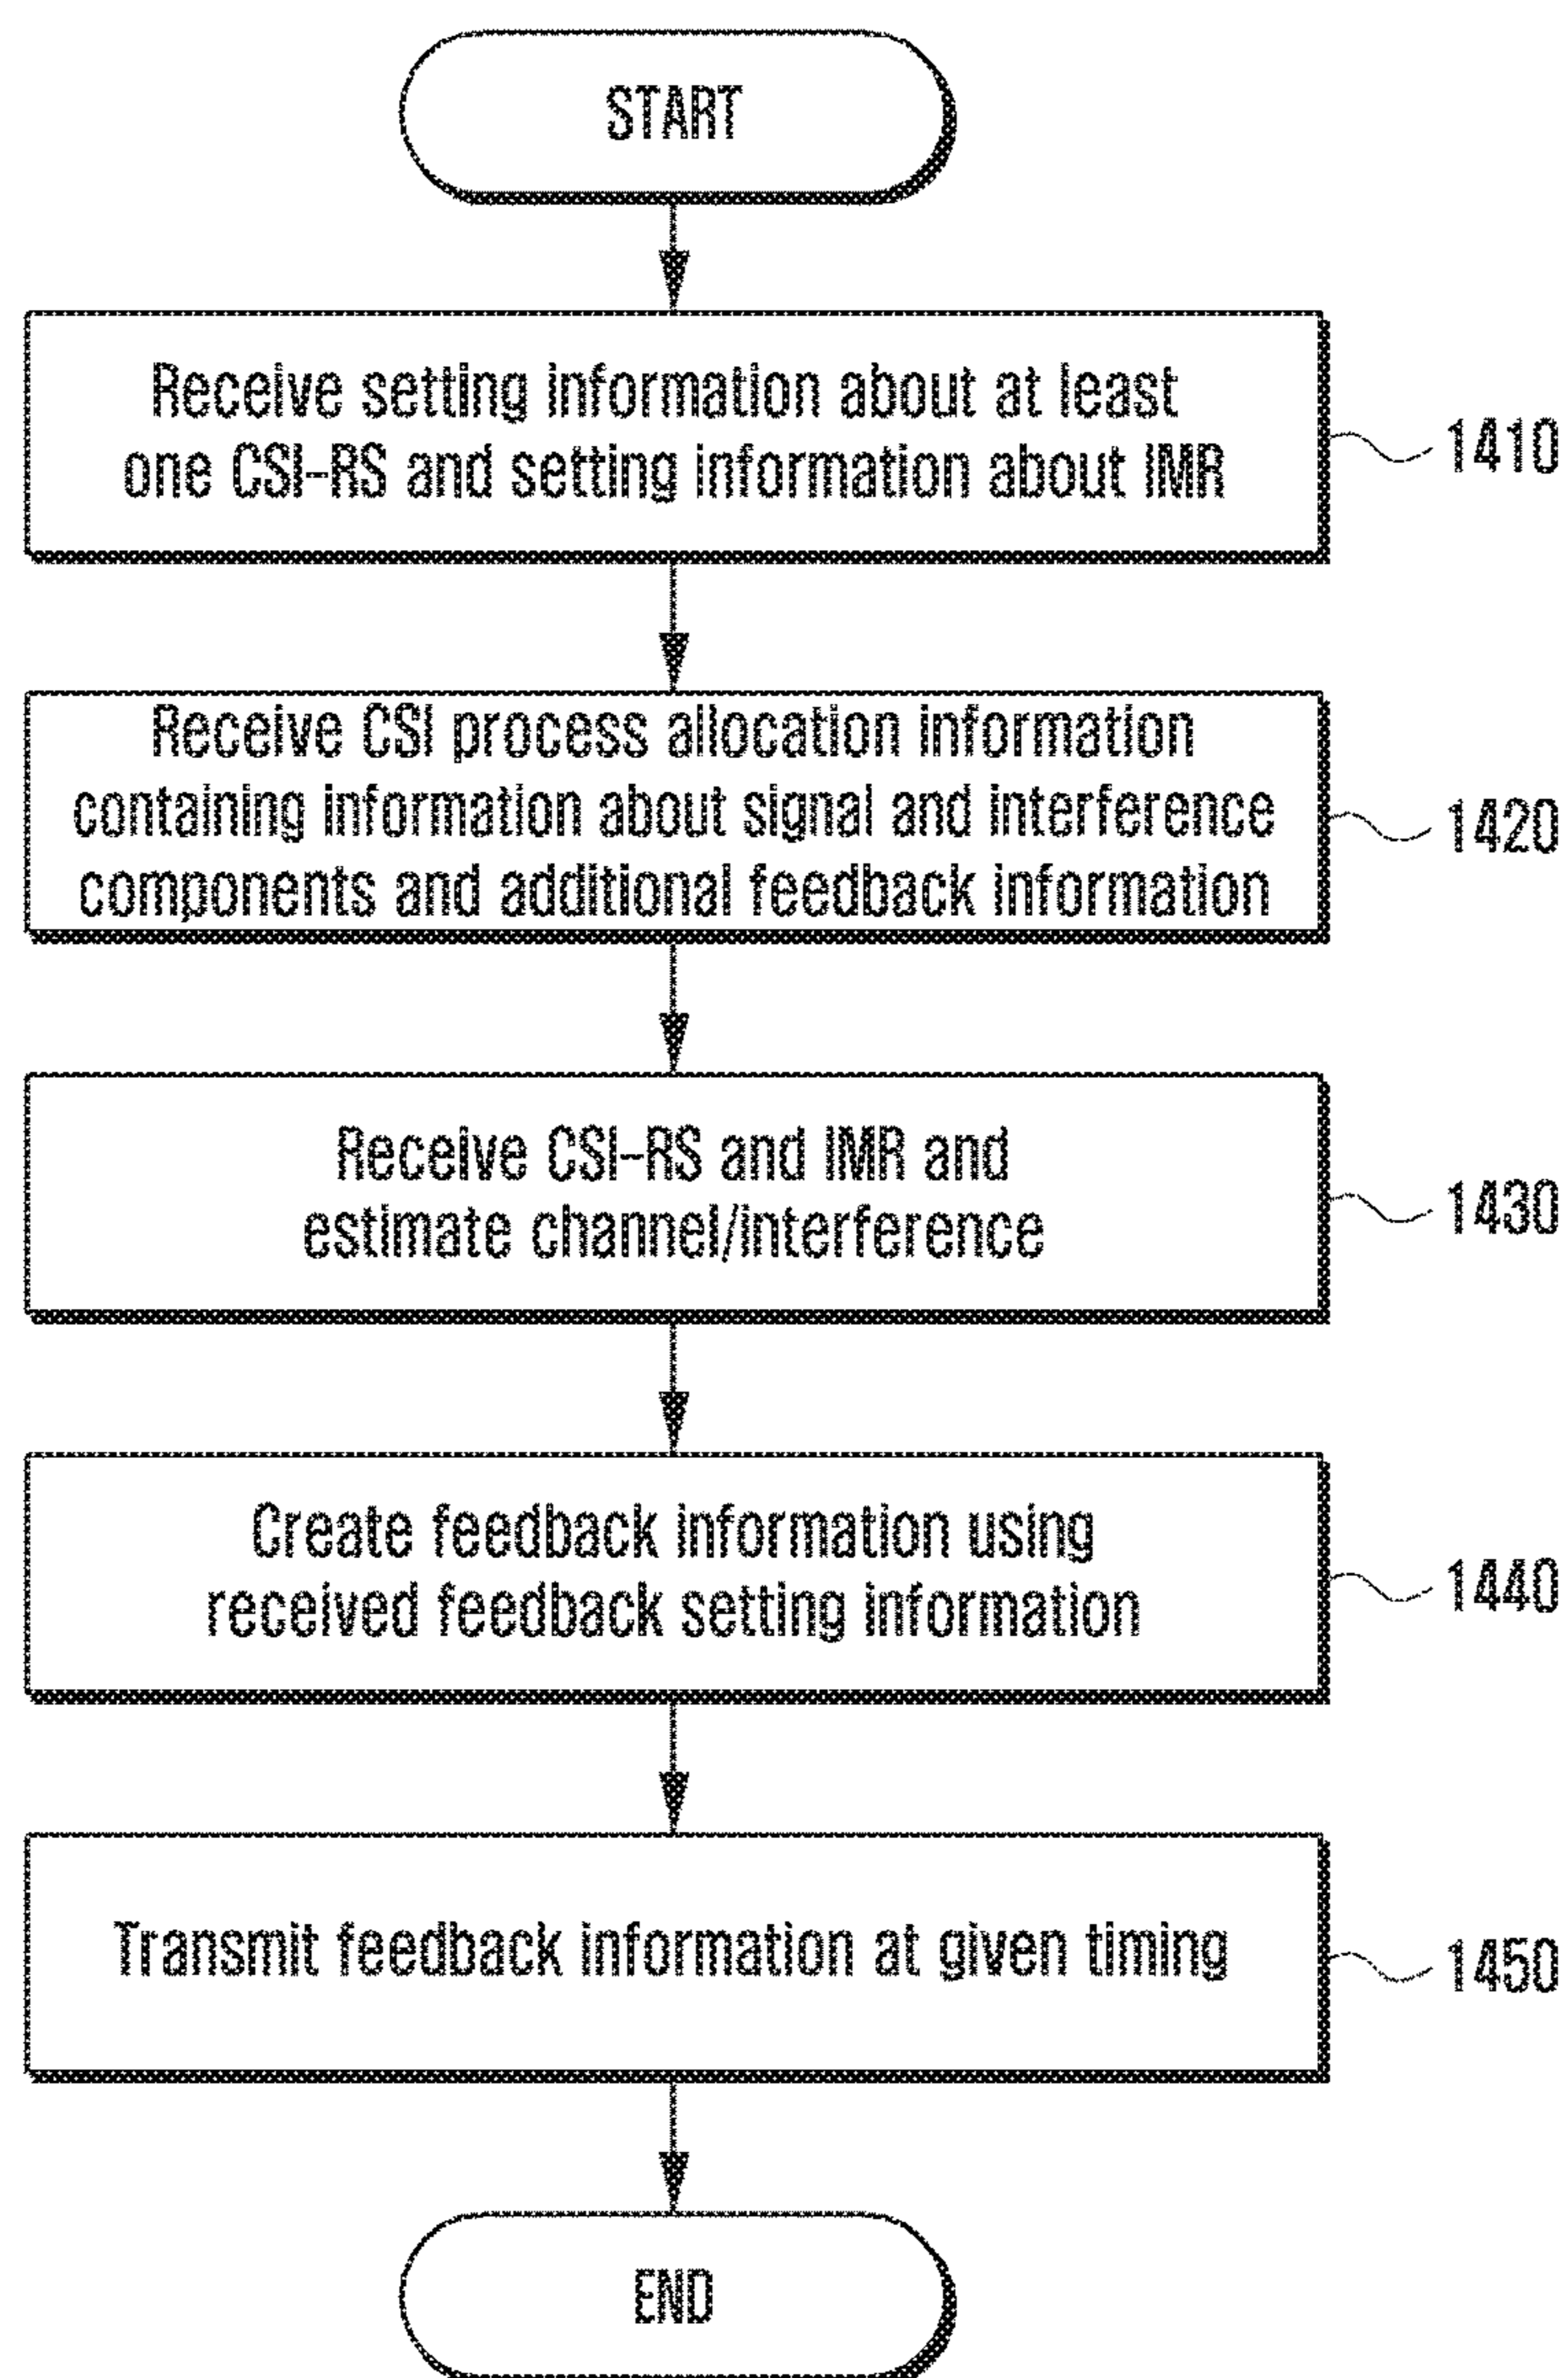 START
Receive setting information about at least
one CSI-RS and setting information about IMR
1410
Receive CSI process allocation information
containing information about signal and interference
components and additional feedback information
1420
Receive CSI-RS and IMR and
estimate channel/interference
1430
Create feedback information using
received feedback setting information
1440
Transmit feedback information at given timing
1450
END